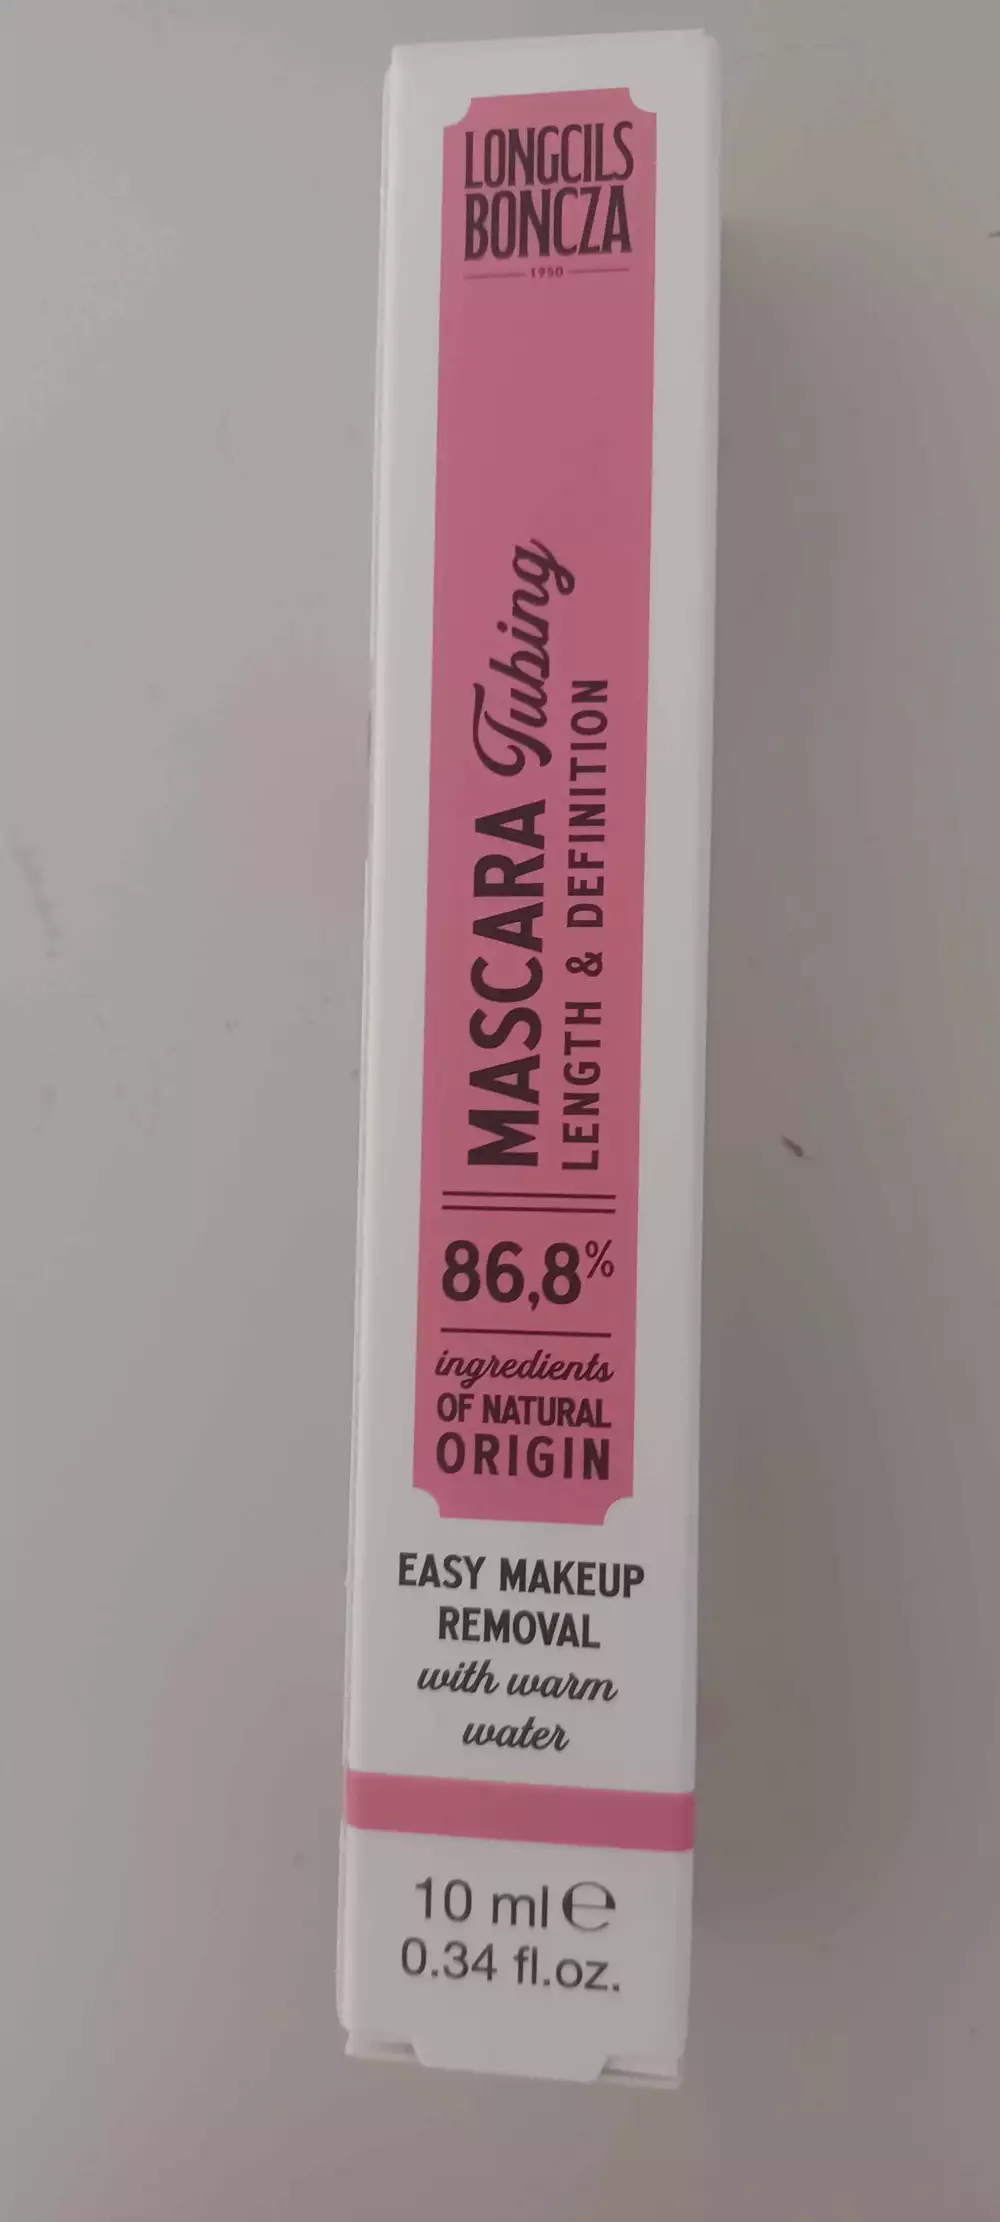 LONGCILS
BONCZA
1950
MASCARA Tubing
LENGTH & DEFINITION
86,8%
ingredients
OF NATURAL
ORIGIN
EASY MAKEUP
REMOVAL
with warm
water
10 ml ℮
0.34 fl.oz.